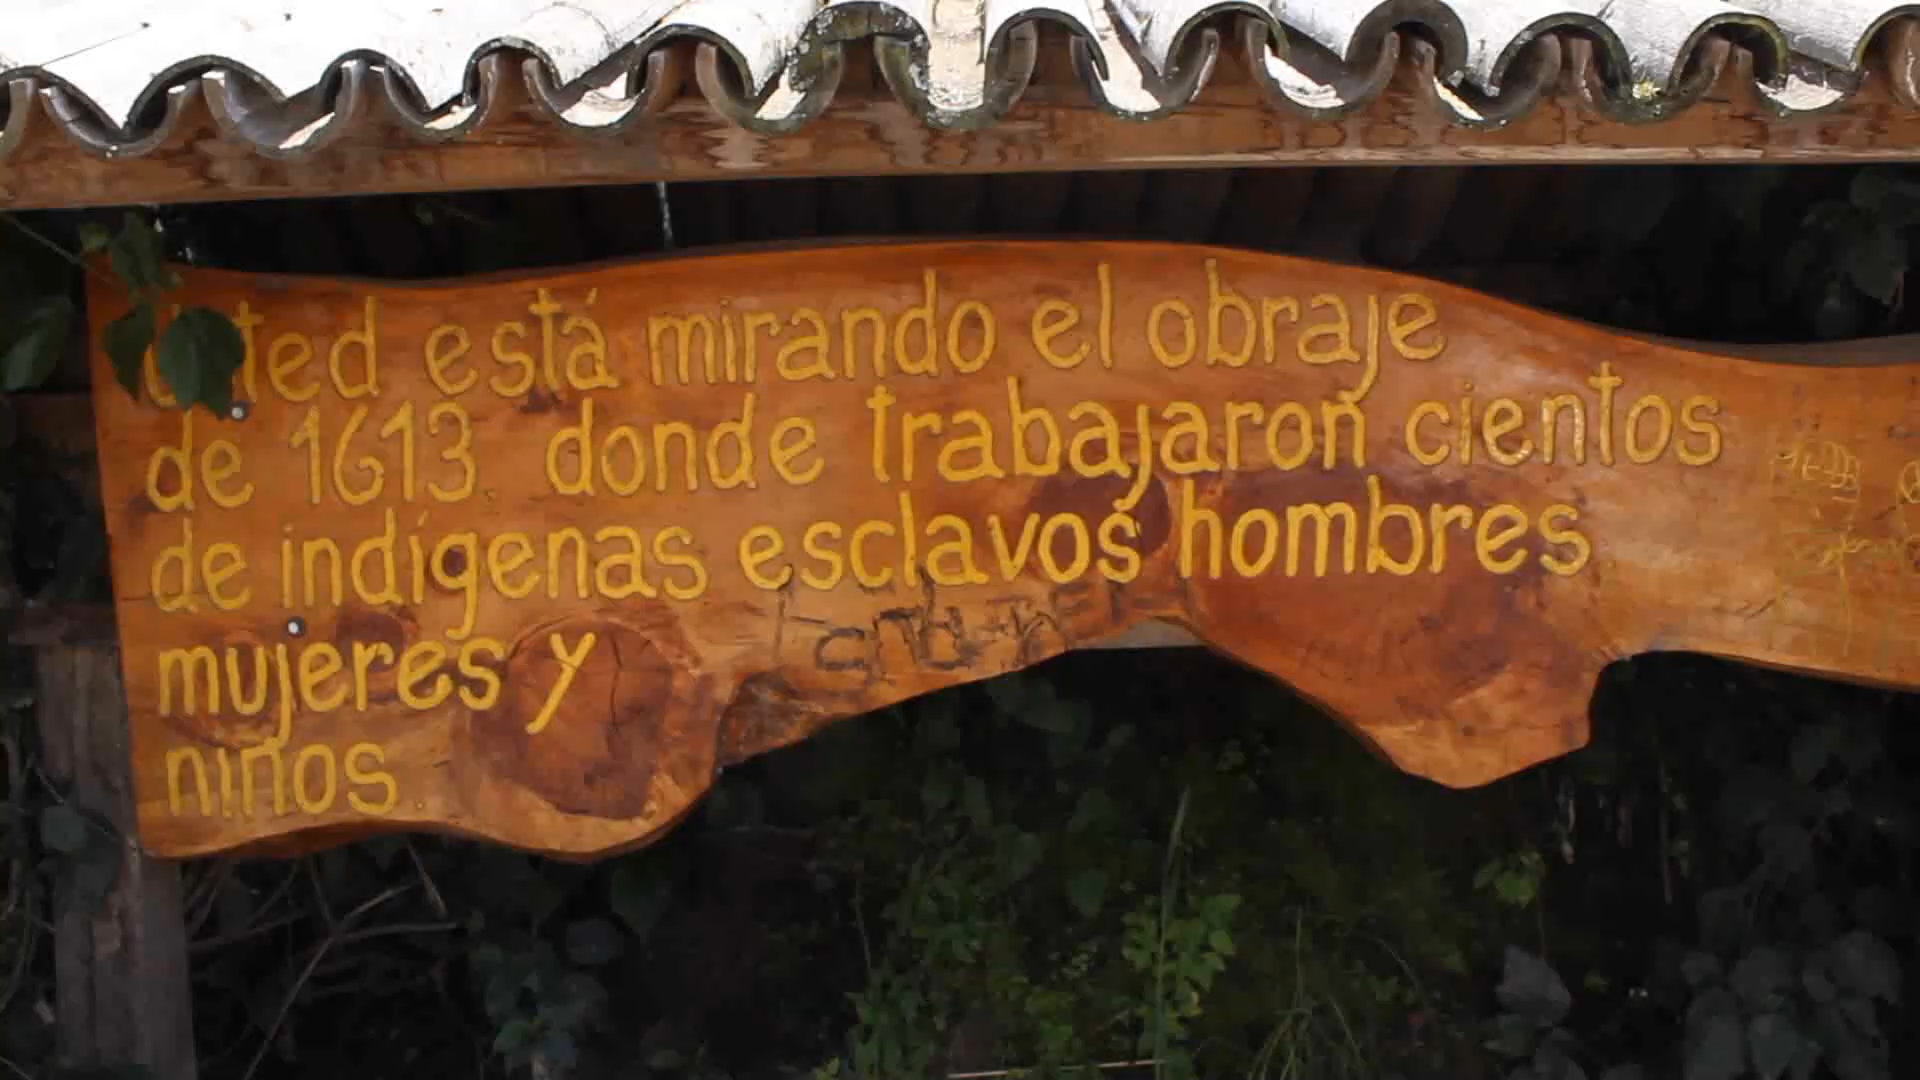 Usted está mirando el obraje
de 1613. donde trabajaron cientos
de indígenas esclavos hombres
mujeres y
niños.